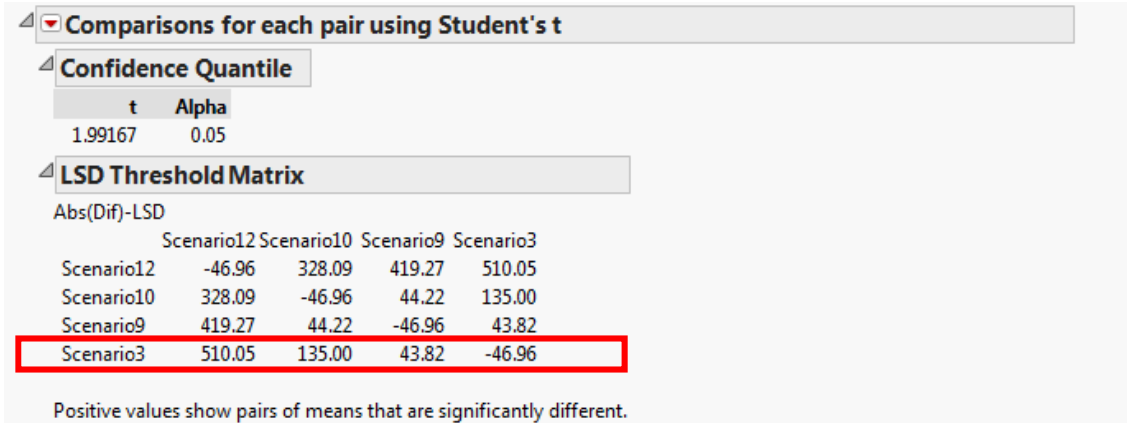 Comparisons for each pair using Student's t
Confidence Quantile
t Alpha
1.99167 0.05
LSD Threshold Matrix
Abs(Dif)-LSD
Scenario12 Scenario10 Scenario9 Scenario3
Scenario12 -46.96 328.09 419.27 510.05
Scenario10 328.09 -46.96 44.22 135.00
Scenario9 419.27 44.22 -46.96 43.82
Scenario3 510.05 135.00 43.82 -46.96
Positive values show pairs of means that are significantly different.